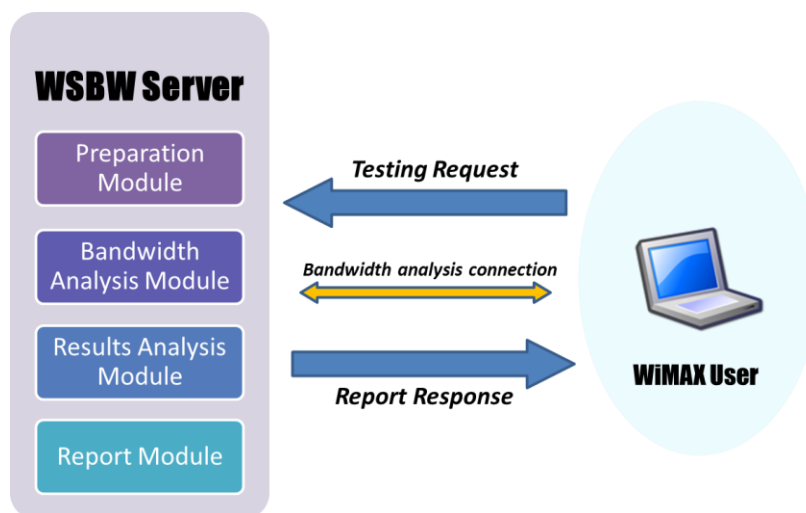 WSBW Server
Preparation
Module
Bandwidth
Analysis Module
Results Analysis
Module
Report Module
Testing Request
Bandwidth analysis connection
Report Response
WiMAX User